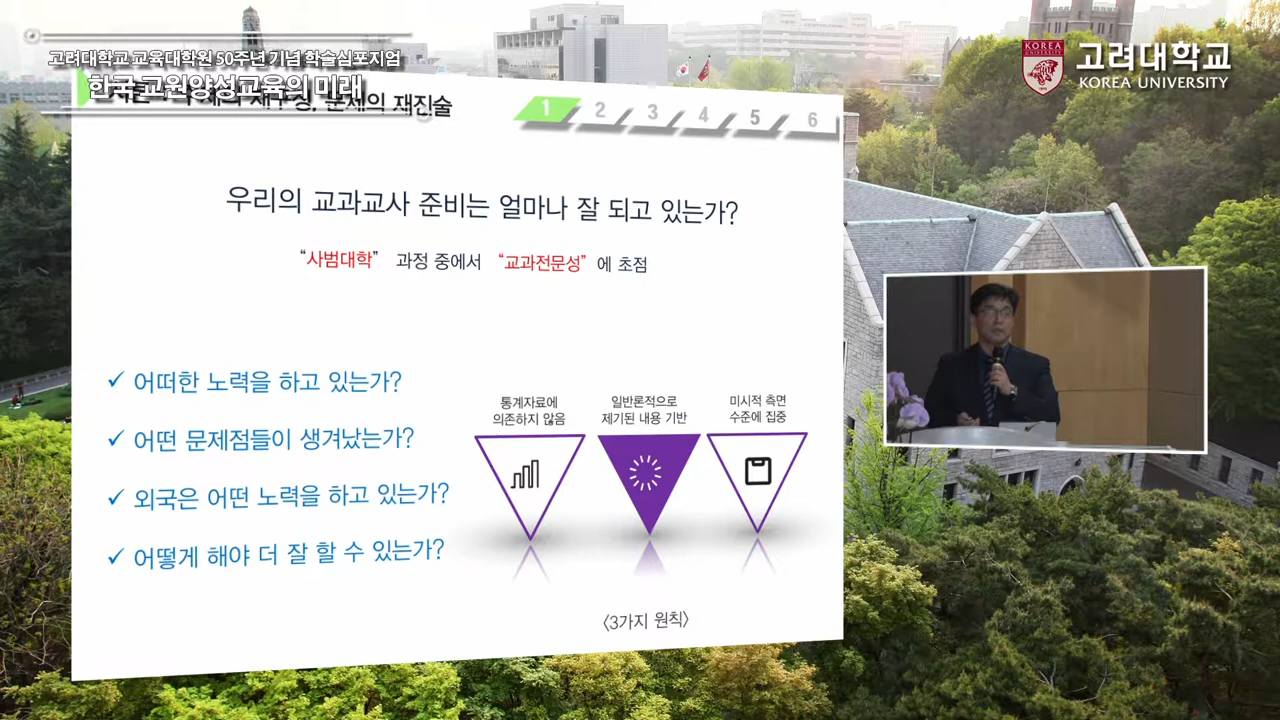 고려대학교 교육대학원 50주년 기념 학술심포지엄
한국 교원양성교육의 미래
문제의 재진술
1 2 3 4 5 6
고려대학교
KOREA UNIVERSITY
KOREA
우리의 교과교사 준비는 얼마나 잘 되고 있는가?
“사범대학” 과정 중에서 “교과전문성”에 초점
✓ 어떠한 노력을 하고 있는가?
✓ 어떤 문제점들이 생겨났는가?
✓ 외국은 어떤 노력을 하고 있는가?
✓ 어떻게 해야 더 잘 할 수 있는가?
통계자료에
의존하지 않음
일반론적으로
제기된 내용 기반
미시적 측면
수준에 집중
〈3가지 원칙〉